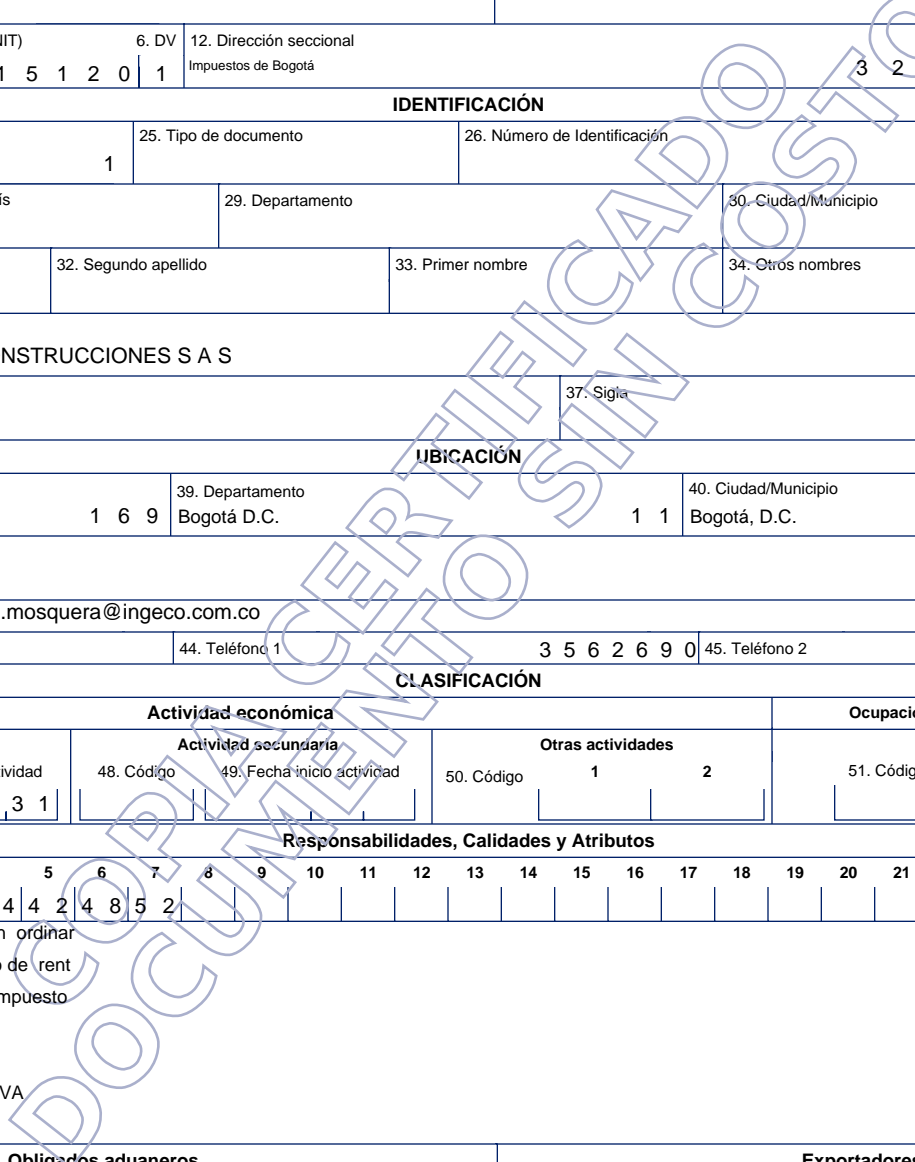 NIT) 6. DV 12. Dirección seccional
1 5 1 2 0 1 Impuestos de Bogotá 3 2
IDENTIFICACIÓN
25. Tipo de documento 26. Número de Identificación
1
ís 29. Departamento 30. Ciudad/Municipio
32. Segundo apellido 33. Primer nombre 34. Otros nombres
NSTRUCCIONES S A S
37. Sigla
UBICACIÓN
39. Departamento 40. Ciudad/Municipio
1 6 9 Bogotá D.C. 1 1 Bogotá, D.C.
.mosquera@ingeco.com.co
44. Teléfono 1 3 5 6 2 6 9 0 45. Teléfono 2
CLASIFICACIÓN
Actividad económica Ocupació
Actividad secundaria Otras actividades
ividad 48. Código 49. Fecha inicio actividad 50. Código 1 2 51. Códig
3 1
Responsabilidades, Calidades y Atributos
5 6 7 8 9 10 11 12 13 14 15 16 17 18 19 20 21
4 4 2 4 8 5 2
n ordinar
o de rent
mpuesto
VA
Obligados aduaneros Exportadores
COPIA CERTIFICADO
DOCUMENTO SIN COSTO